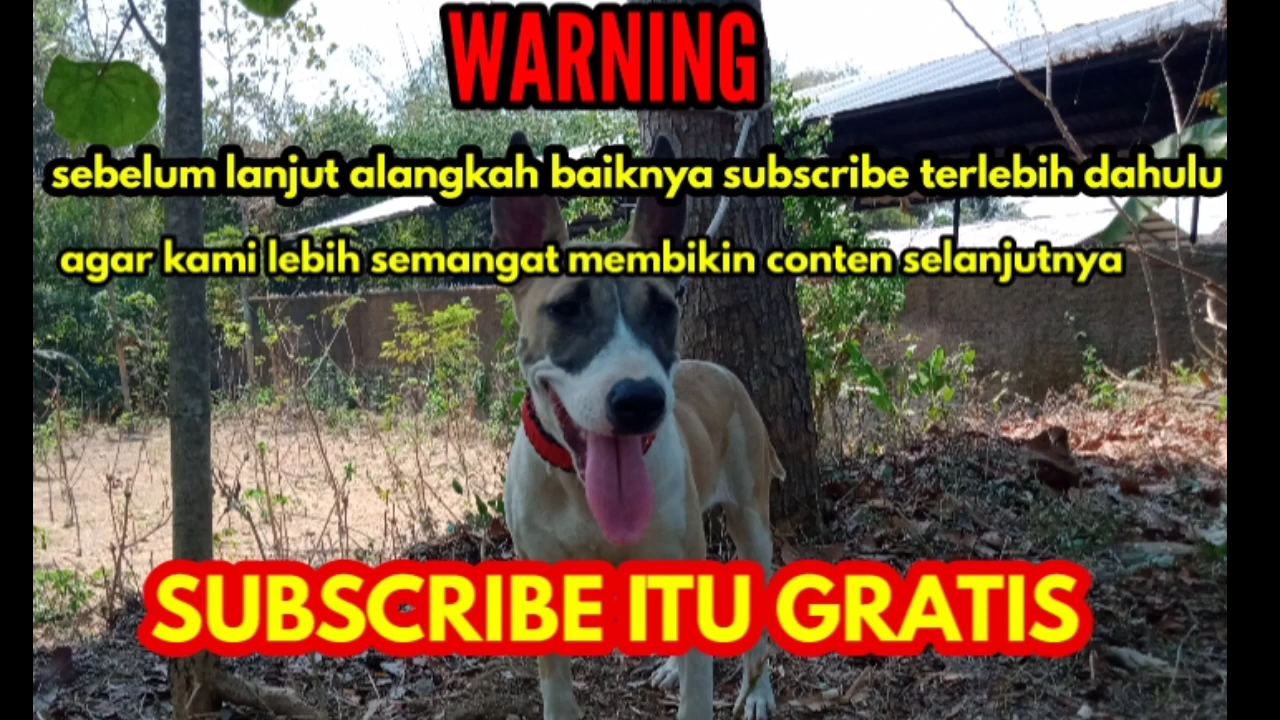 WARNING
sebelum lanjut alangkah baiknya subscribe terlebih dahulu
agar kami lebih semangat membikin conten selanjutnya
SUBSCRIBE ITU GRATIS